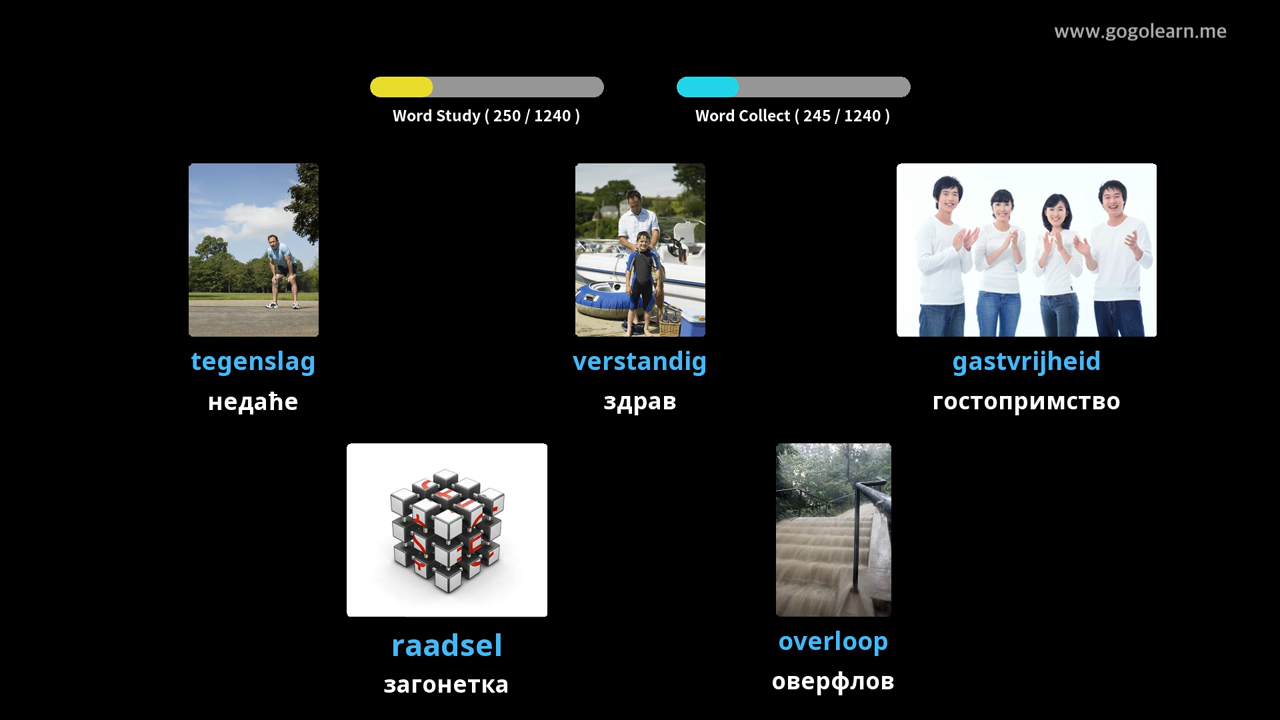 www.gogolearn.me
Word Study ( 250 / 1240 )
Word Collect ( 245 / 1240 )
tegenslag
недаће
verstandig
здрав
gastvrijheid
гостопримство
raadsel
загонетка
overloop
оверфлов